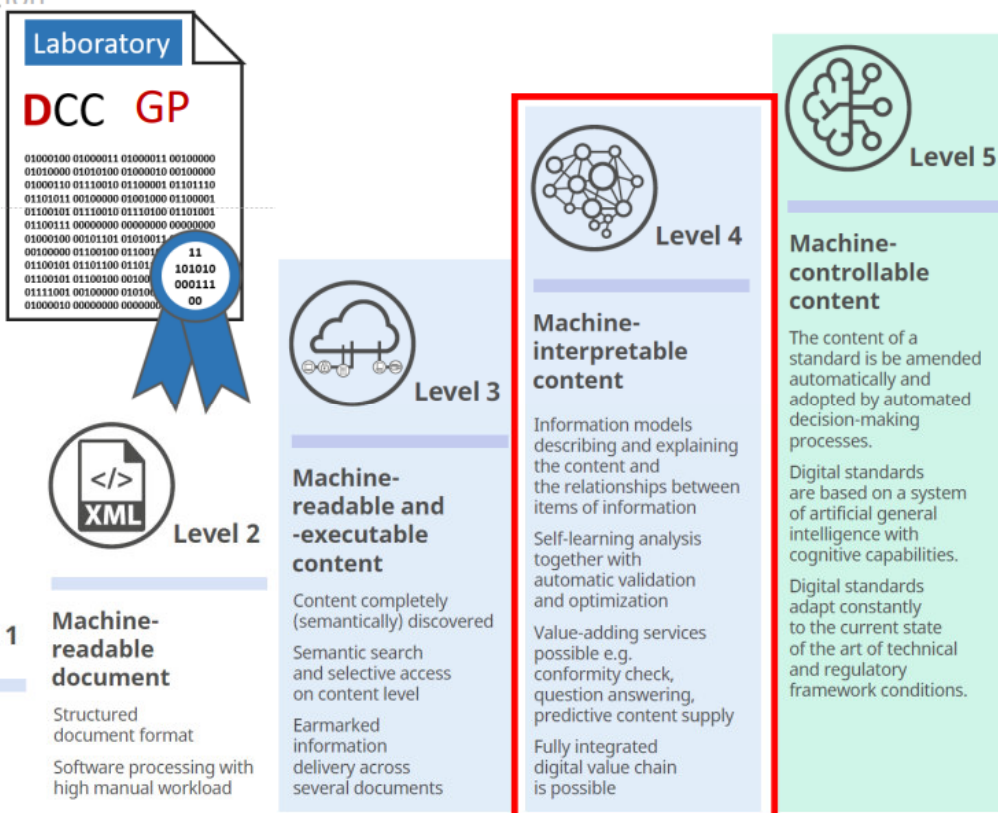 Laboratory
DCC GP
01000100 01000011 01000011 00100000
01010000 01010100 01000010 00100000
01000110 01110010 01100001 01101110
01101011 00100000 01001000 01100001
01100101 01110010 01110100 01101001
01100111 00000000 00000000 00000000
01000100 00101101 01010011
00100000 01100100 011001
01100101 01101100 011011
01100101 01100100 00100
01111001 00100000 01010
01000010 00000000 0000000
11
101010
000111
00
</>
XML
Level 2
1
Machine-
readable
document
Structured
document format
Software processing with
high manual workload
Level 3
Machine-
readable and
-executable
content
Content completely
(semantically) discovered
Semantic search
and selective access
on content level
Earmarked
information
delivery across
several documents
Level 4
Machine-
interpretable
content
Information models
describing and explaining
the content and
the relationships between
items of information
Self-learning analysis
together with
automatic validation
and optimization
Value-adding services
possible e.g.
conformity check,
question answering,
predictive content supply
Fully integrated
digital value chain
is possible
Level 5
Machine-
controllable
content
The content of a
standard is be amended
automatically and
adopted by automated
decision-making
processes.
Digital standards
are based on a system
of artificial general
intelligence with
cognitive capabilities.
Digital standards
adapt constantly
to the current state
of the art of technical
and regulatory
framework conditions.